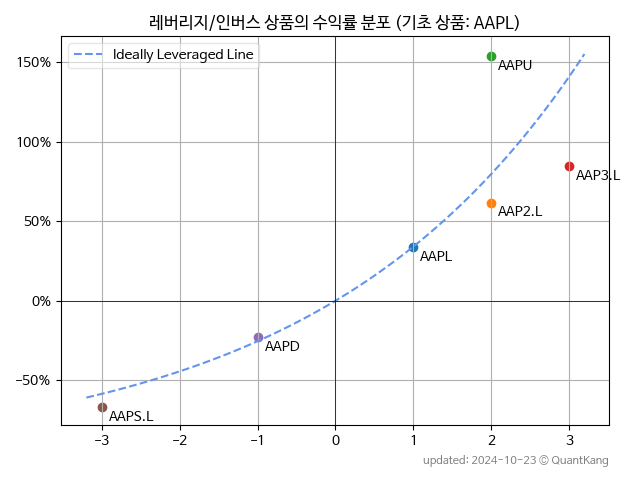 레버리지/인버스 상품의 수익률 분포 (기초 상품: AAPL)
Ideally Leveraged Line
150%
100%
50%
0%
−50%
AAPU
AAP3.L
AAP2.L
AAPL
AAPD
AAPS.L
−3 −2 −1 0 1 2 3
updated: 2024-10-23 © QuantKang